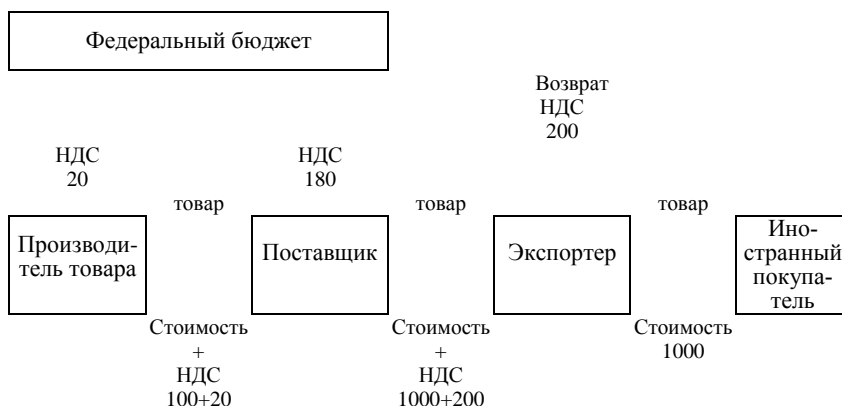 Федеральный бюджет
Возврат
НДС
200
НДС
20
НДС
180
товар
товар
товар
Производи-
тель товара
Поставщик
Экспортер
Ино-
странный
покупа-
тель
Стоимость
+
НДС
100+20
Стоимость
+
НДС
1000+200
Стоимость
1000